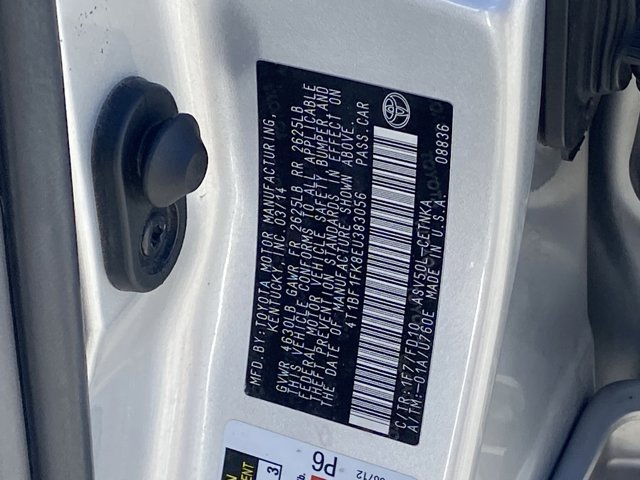 TOYOTA MOTOR MANUFACTURING,
KENTUCKY, INC. 03/14
GVWR 4630LB GAWR FR 2625LB RR 2625LB
THIS VEHICLE CONFORMS TO ALL APPLICABLE
FEDERAL MOTOR VEHICLE SAFETY, BUMPER, AND
THEFT PREVENTION STANDARDS IN EFFECT ON
THE DATE OF MANUFACTURE SHOWN ABOVE.
4T1BF1FK8EU383056 PASS.CAR
C/TR:1F7/FD10 ASV50L-CETNKA
A/TM:-01A/U760E MADE IN U.S.A. 08836
P6
3